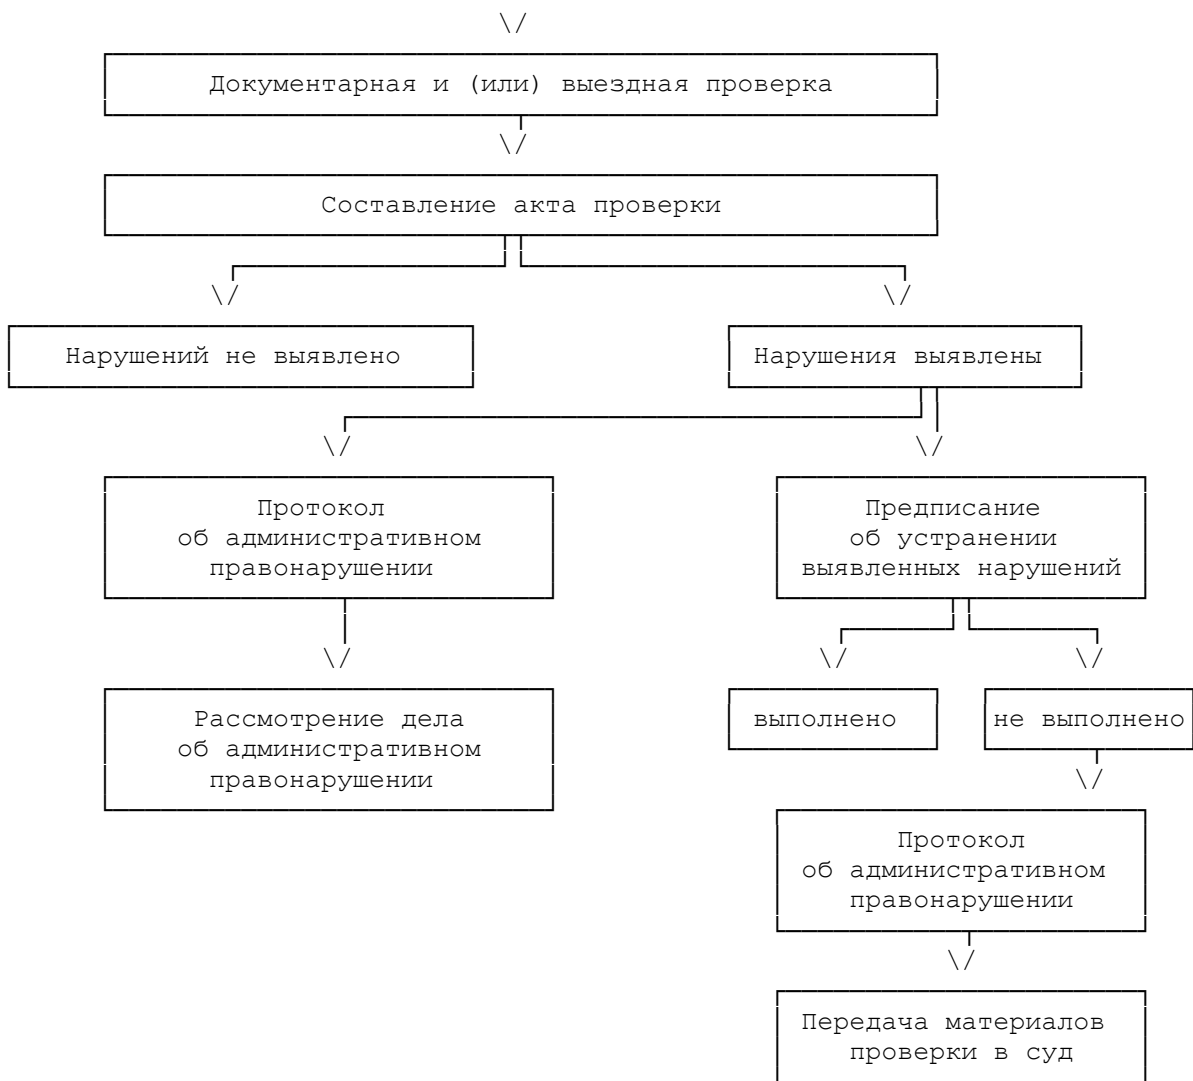 Документарная и (или) выездная проверка
Составление акта проверки
Нарушений не выявлено
Нарушения выявлены
Протокол
об административном
правонарушении
Предписание
об устранении
выявленных нарушений
Рассмотрение дела
об административном
правонарушении
выполнено
не выполнено
Протокол
об административном
правонарушении
Передача материалов
проверки в суд